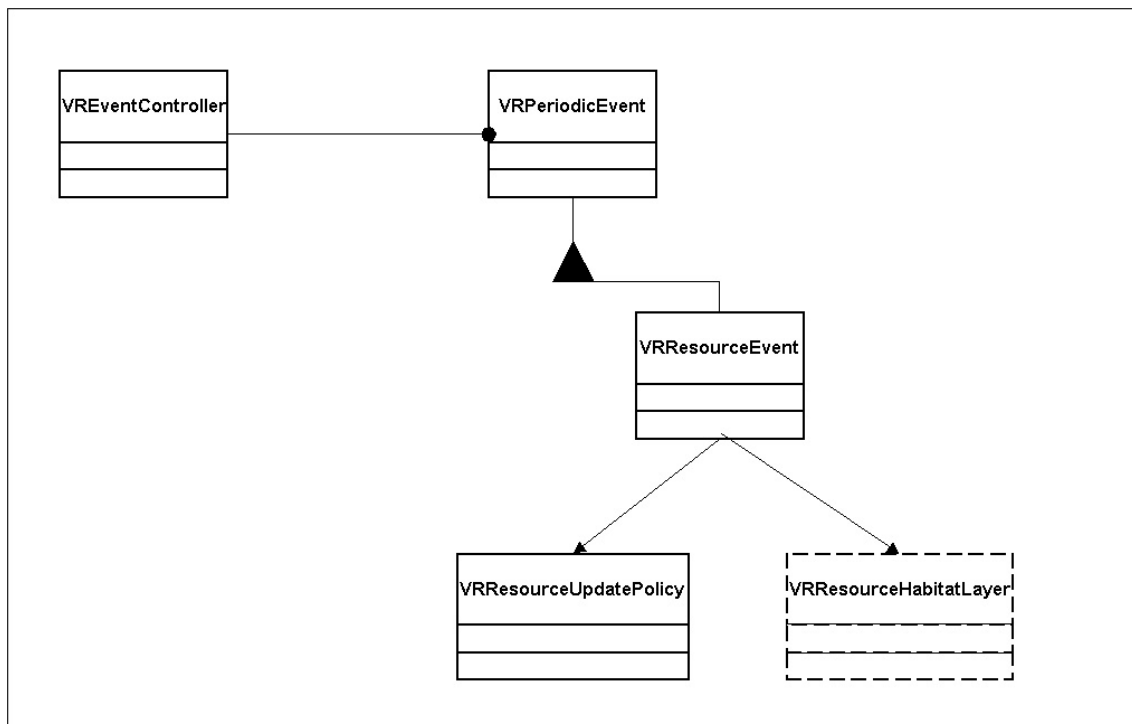 VREventController
VRPeriodicEvent
VRResourceEvent
VRResourceUpdatePolicy
VRResourceHabitatLayer